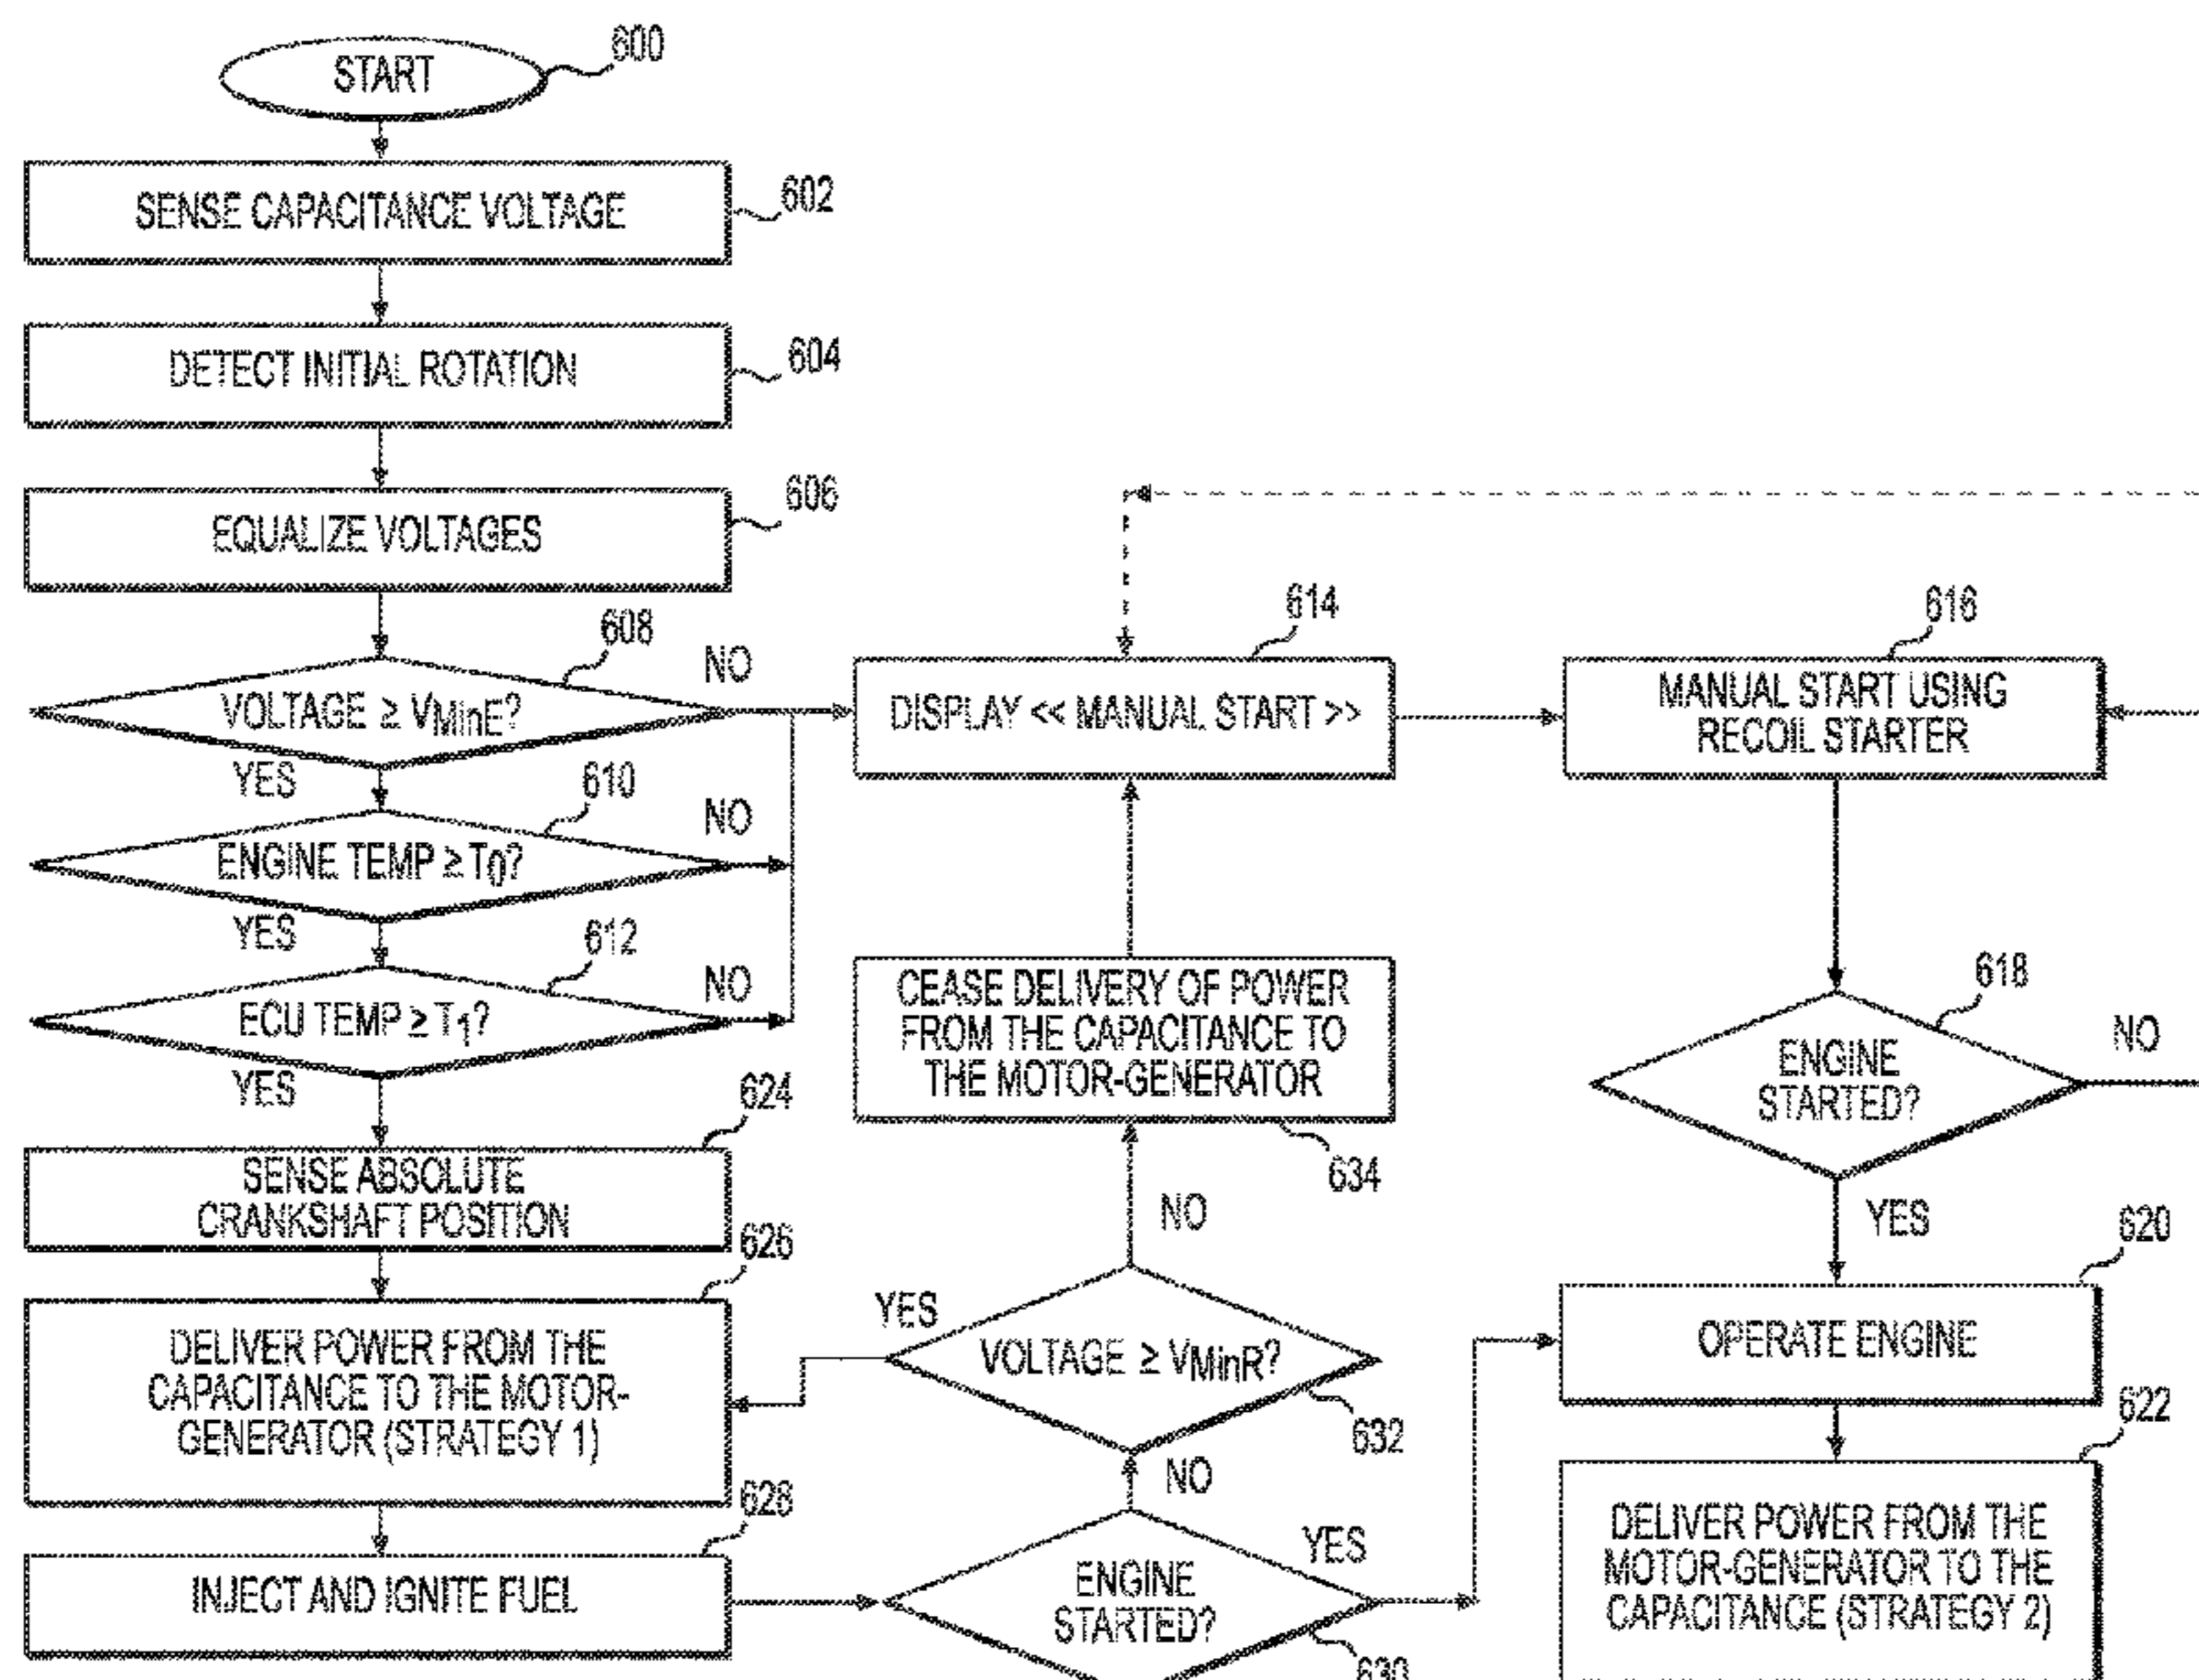 START
600
SENSE CAPACITANCE VOLTAGE
602
DETECT INITIAL ROTATION
604
EQUALIZE VOLTAGES
606
VOLTAGE ≥ VMinE?
608
NO
YES
ENGINE TEMP ≥ T0?
610
NO
YES
ECU TEMP ≥ T1?
612
NO
YES
DISPLAY << MANUAL START >>
614
MANUAL START USING
RECOIL STARTER
616
ENGINE
STARTED?
618
NO
YES
OPERATE ENGINE
620
DELIVER POWER FROM THE
MOTOR-GENERATOR TO THE
CAPACITANCE (STRATEGY 2)
622
SENSE ABSOLUTE
CRANKSHAFT POSITION
624
DELIVER POWER FROM THE
CAPACITANCE TO THE MOTOR-
GENERATOR (STRATEGY 1)
626
INJECT AND IGNITE FUEL
628
ENGINE
STARTED?
630
YES
NO
VOLTAGE ≥ VMinR?
632
YES
NO
CEASE DELIVERY OF POWER
FROM THE CAPACITANCE TO
THE MOTOR-GENERATOR
634